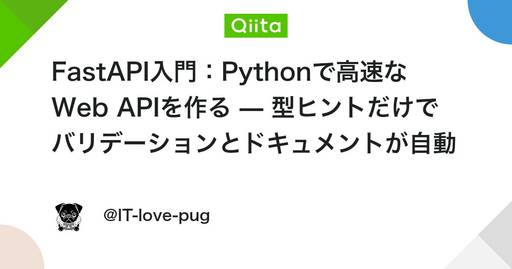 Qiita
FastAPI入門：Pythonで高速な
Web APIを作る — 型ヒントだけで
バリデーションとドキュメントが自動
@IT-love-pug